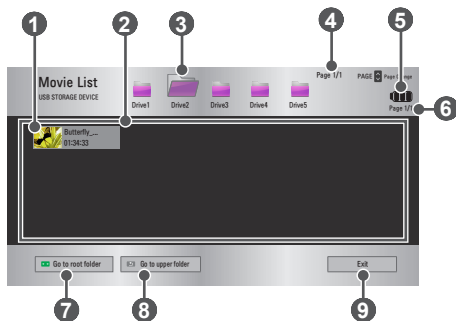 1
2
3
4
5
Movie List
USB STORAGE DEVICE
Drive1
Drive2
Drive3
Drive4
Drive5
Page 1/1
PAGE Page Change
Page 1/1
6
Butterfly_...
01:34:33
Go to root folder
Go to upper folder
Exit
7
8
9